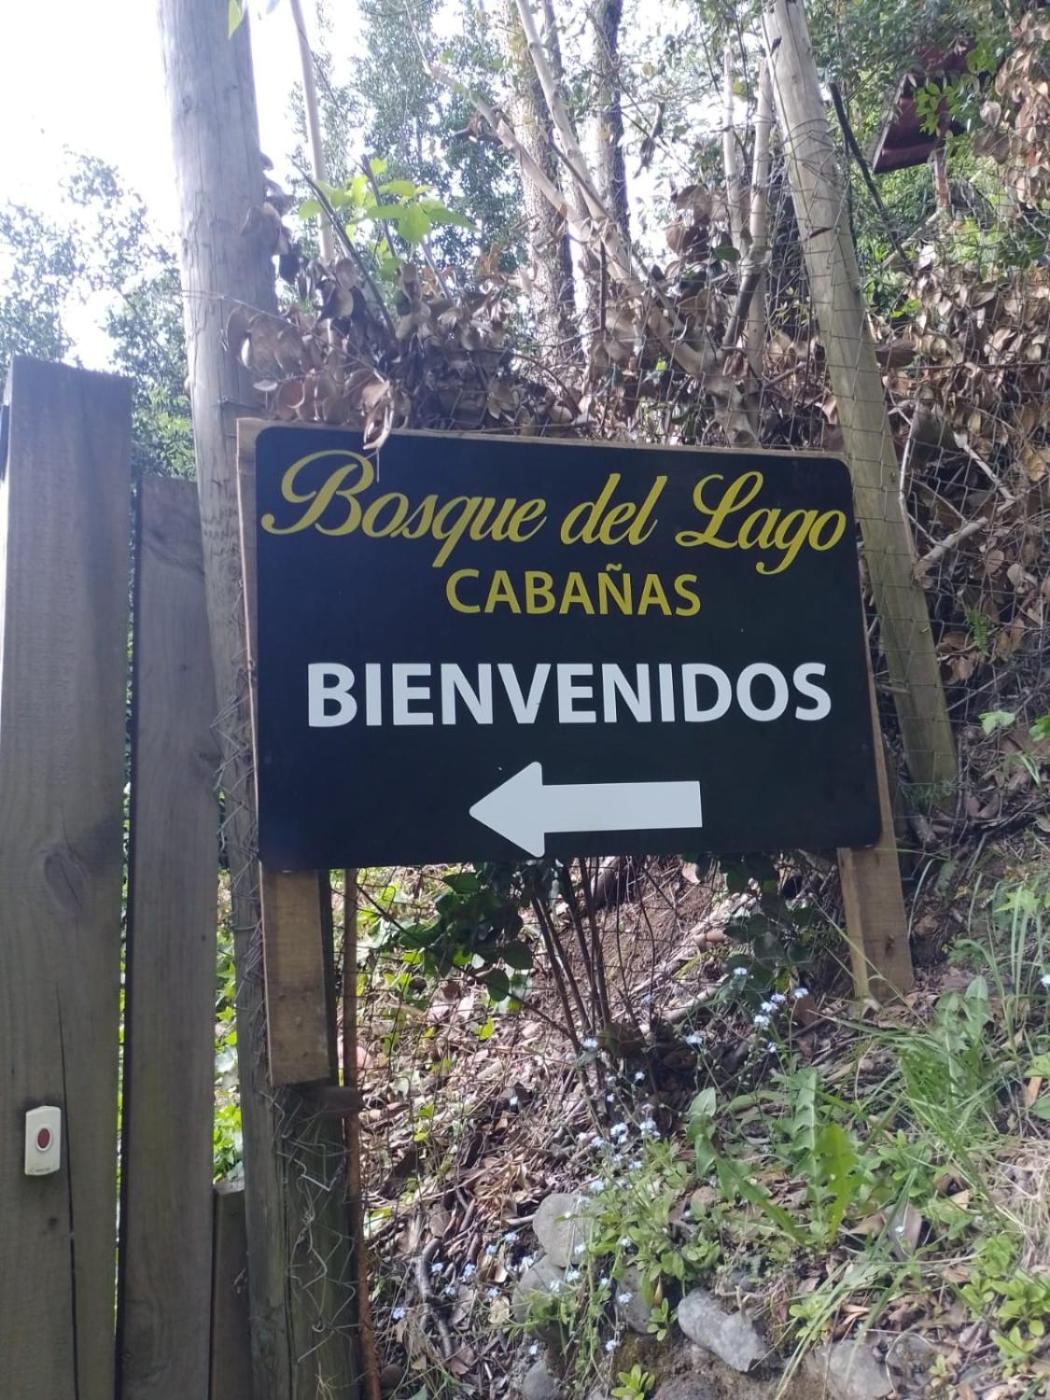 Bosque del Lago
CABAÑAS
BIENVENIDOS